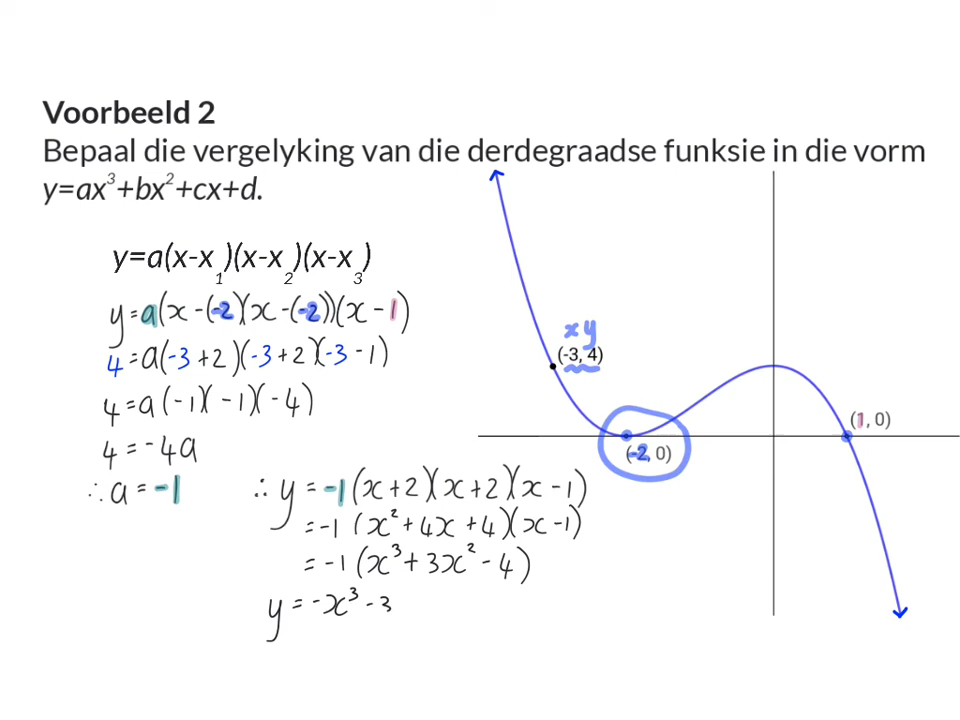 Voorbeeld 2
Bepaal die vergelyking van die derdegraadse funksie in die vorm
y=ax³+bx²+cx+d.
y=a(x-x₁)(x-x₂)(x-x₃)
y=a(x-(-2)(x-(-2))(x-1)
4=a(-3+2)(-3+2)(-3-1)
4=a(-1)(-1)(-4)
4=-4a
∴a=-1
∴y=-1(x+2)(x+2)(x-1)
=-1(x²+4x+4)(x-1)
=-1(x³+3x²-4)
y=-x³-3
x y
(-3, 4)
(-2, 0)
(1, 0)